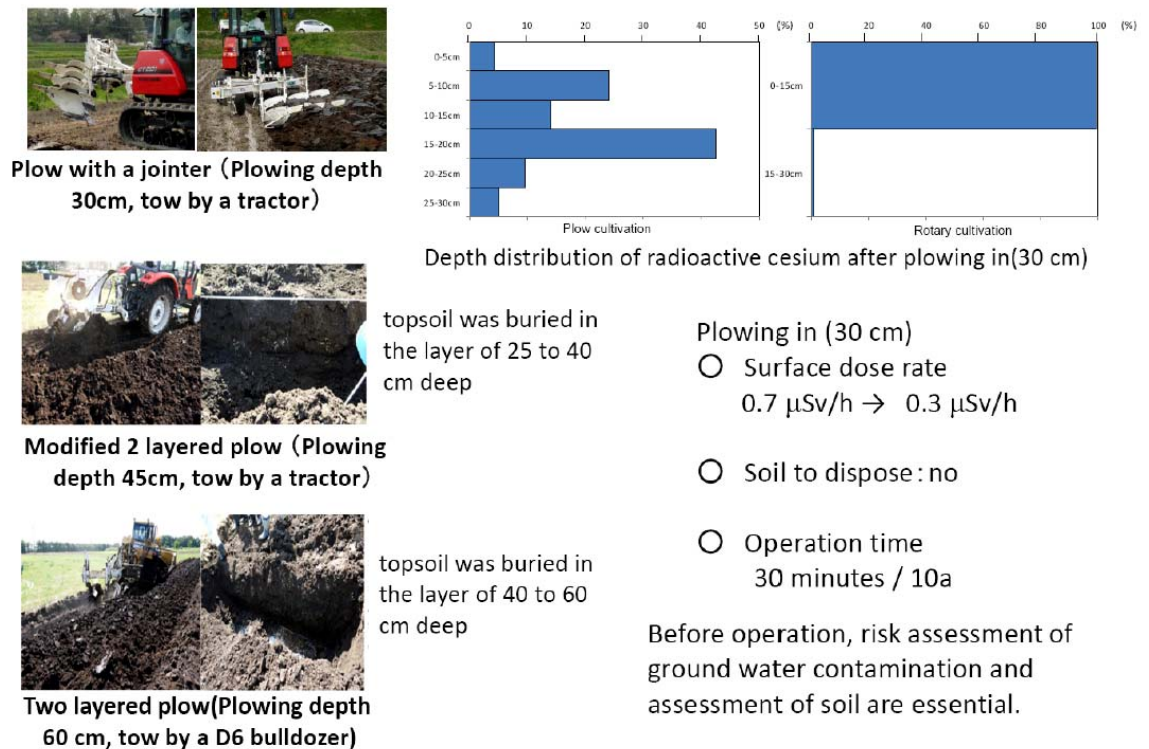 Plow with a jointer（Plowing depth
30cm, tow by a tractor）
0 10 20 30 40 50 (%)
0-5cm
5-10cm
10-15cm
15-20cm
20-25cm
25-30cm
Plow cultivation
0 20 40 60 80 100 (%)
0-15cm
15-30cm
Rotary cultivation
Depth distribution of radioactive cesium after plowing in(30 cm)
Modified 2 layered plow（Plowing
depth 45cm, tow by a tractor）
topsoil was buried in
the layer of 25 to 40
cm deep
Two layered plow(Plowing depth
60 cm, tow by a D6 bulldozer)
topsoil was buried in
the layer of 40 to 60
cm deep
Plowing in (30 cm)
○ Surface dose rate
0.7 μSv/h → 0.3 μSv/h
○ Soil to dispose : no
○ Operation time
30 minutes / 10a
Before operation, risk assessment of
ground water contamination and
assessment of soil are essential.